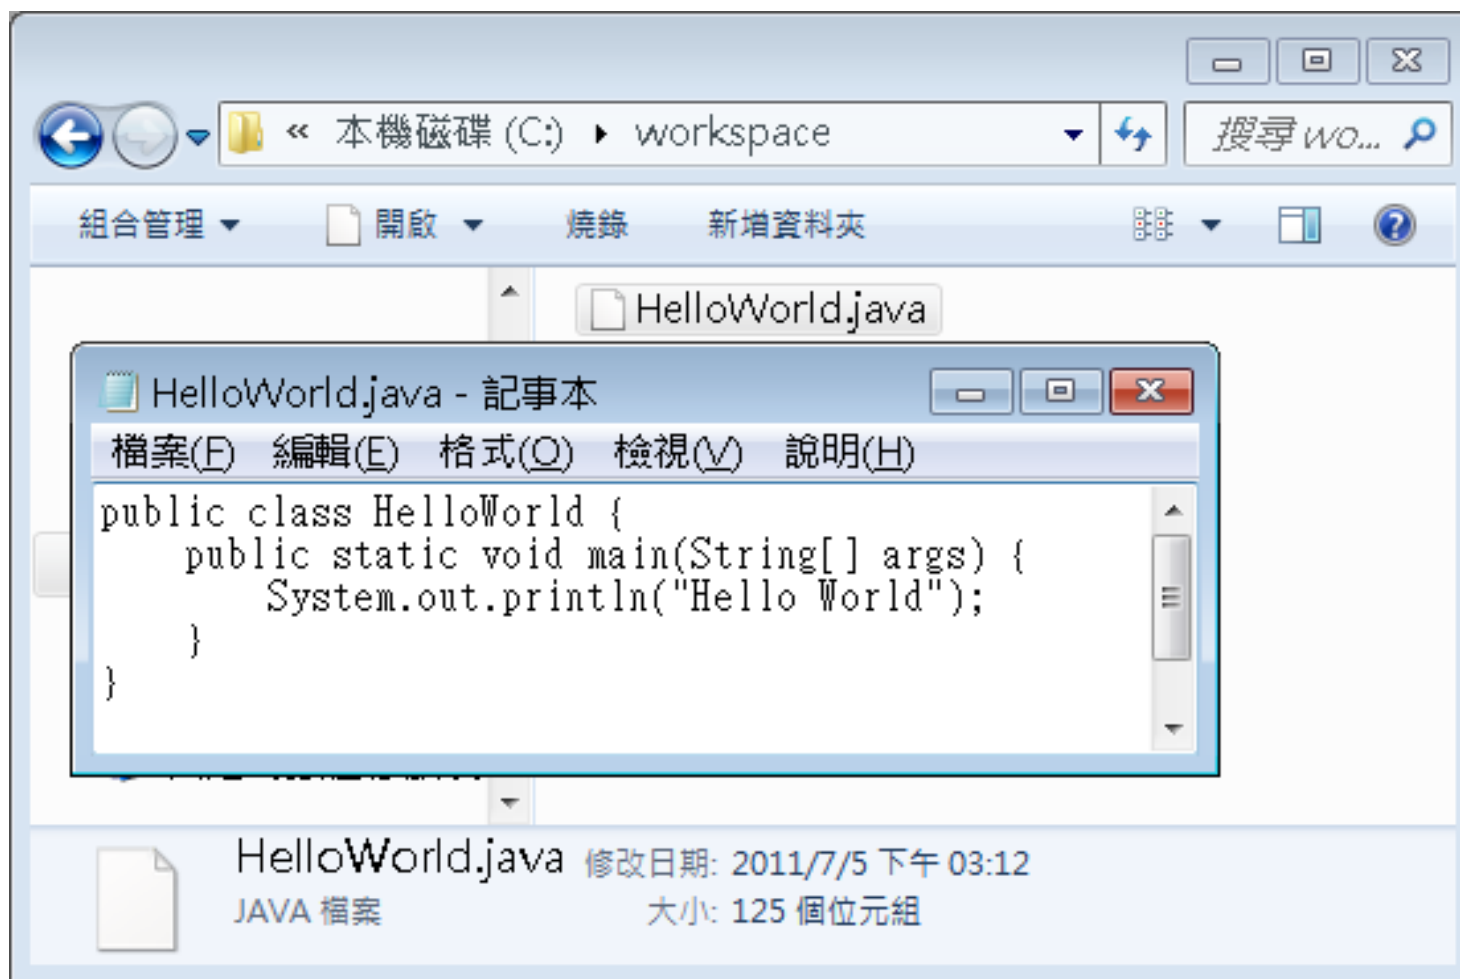 « 本機磁碟 (C:) ▸ workspace
搜尋 wo...
組合管理 開啟 燒錄 新增資料夾
HelloWorld.java
HelloWorld.java - 記事本
檔案(F) 編輯(E) 格式(O) 檢視(V) 說明(H)
public class HelloWorld {
    public static void main(String[] args) {
        System.out.println("Hello World");
    }
}
HelloWorld.java 修改日期: 2011/7/5 下午 03:12
JAVA 檔案 大小: 125 個位元組